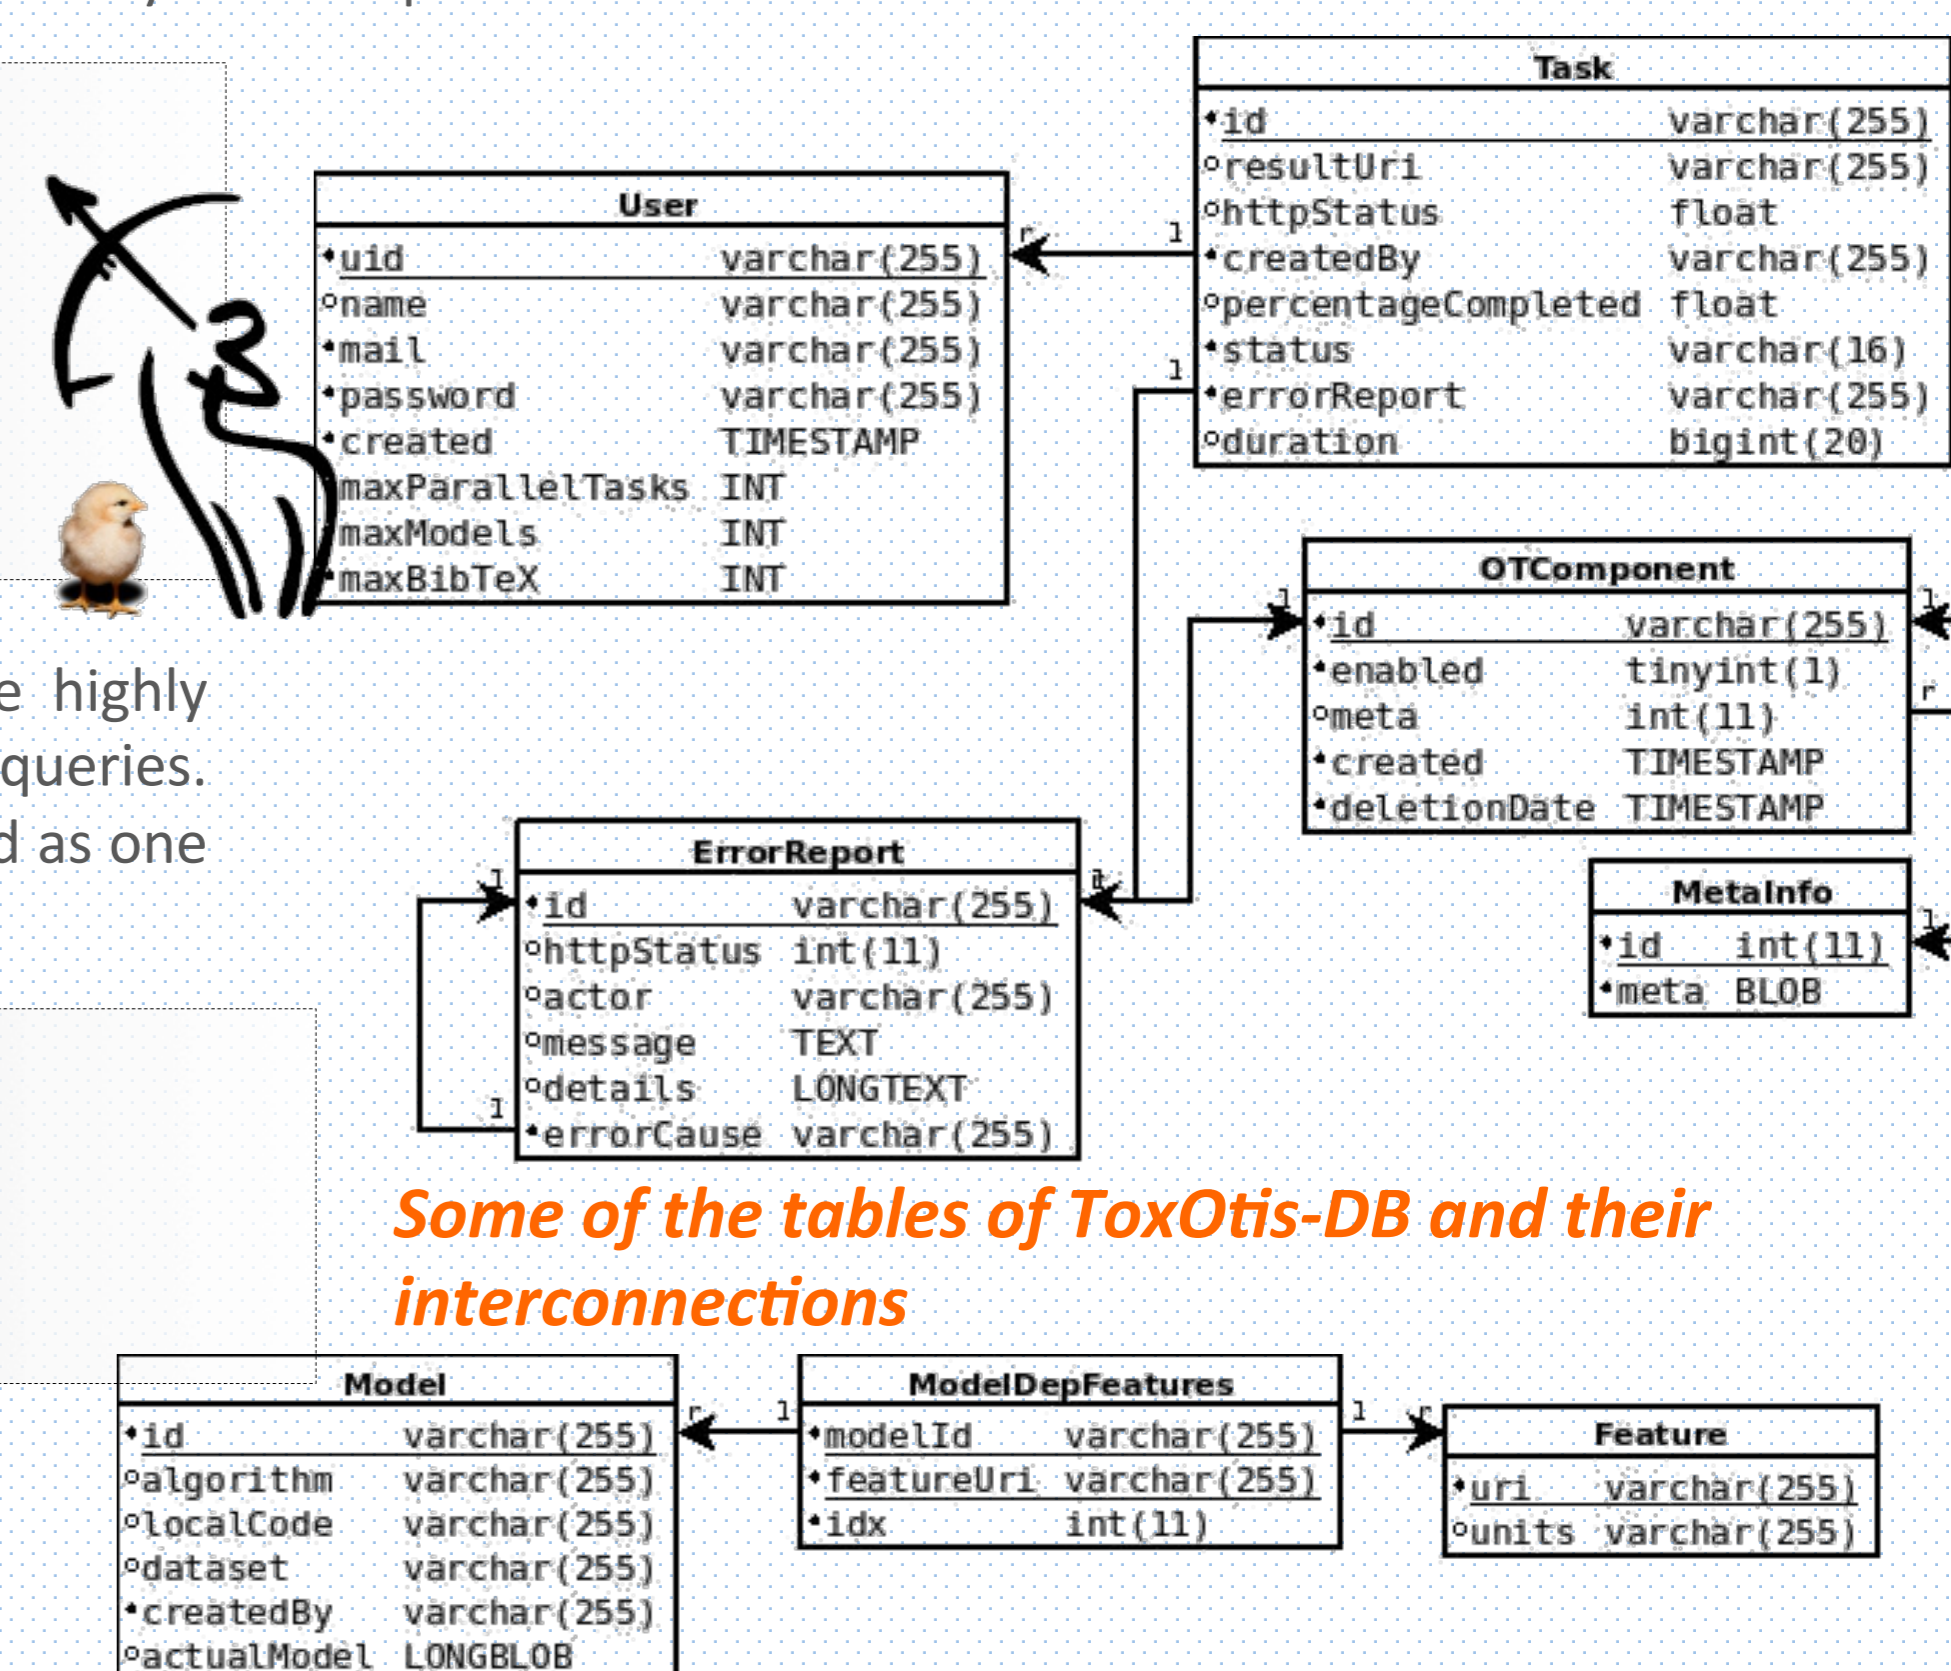 Task
id varchar(255)
resultUri varchar(255)
httpStatus float
createdBy varchar(255)
percentageCompleted float
status varchar(16)
errorReport varchar(255)
duration bigint(20)
User
uid varchar(255)
name varchar(255)
mail varchar(255)
password varchar(255)
created TIMESTAMP
maxParallelTasks INT
maxModels INT
maxBibTeX INT
r l
l
OTComponent
id varchar(255)
enabled tinyint(1)
meta int(11)
created TIMESTAMP
deletionDate TIMESTAMP
l l
r
highly
queries.
as one
ErrorReport
id varchar(255)
httpStatus int(11)
actor varchar(255)
message TEXT
details LONGTEXT
errorCause varchar(255)
l
l
MetaInfo
id int(11)
meta BLOB
l
Some of the tables of ToxOtis-DB and their
interconnections
Model
id varchar(255)
algorithm varchar(255)
localCode varchar(255)
dataset varchar(255)
createdBy varchar(255)
actualModel LONGBLOB
r l
ModelDepFeatures
modelId varchar(255)
featureUri varchar(255)
idx int(11)
l r
Feature
uri varchar(255)
units varchar(255)